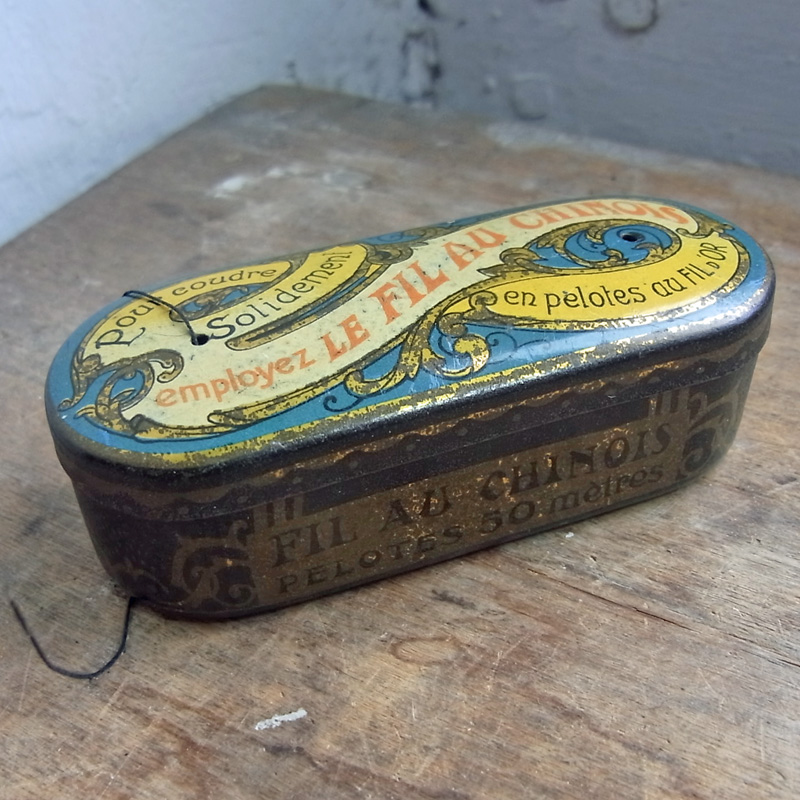 Pour coudre
Solidement
employez LE FIL AU CHINOIS
en pelotes au FIL D'OR
FIL AU CHINOIS
PELOTES 50 mètres